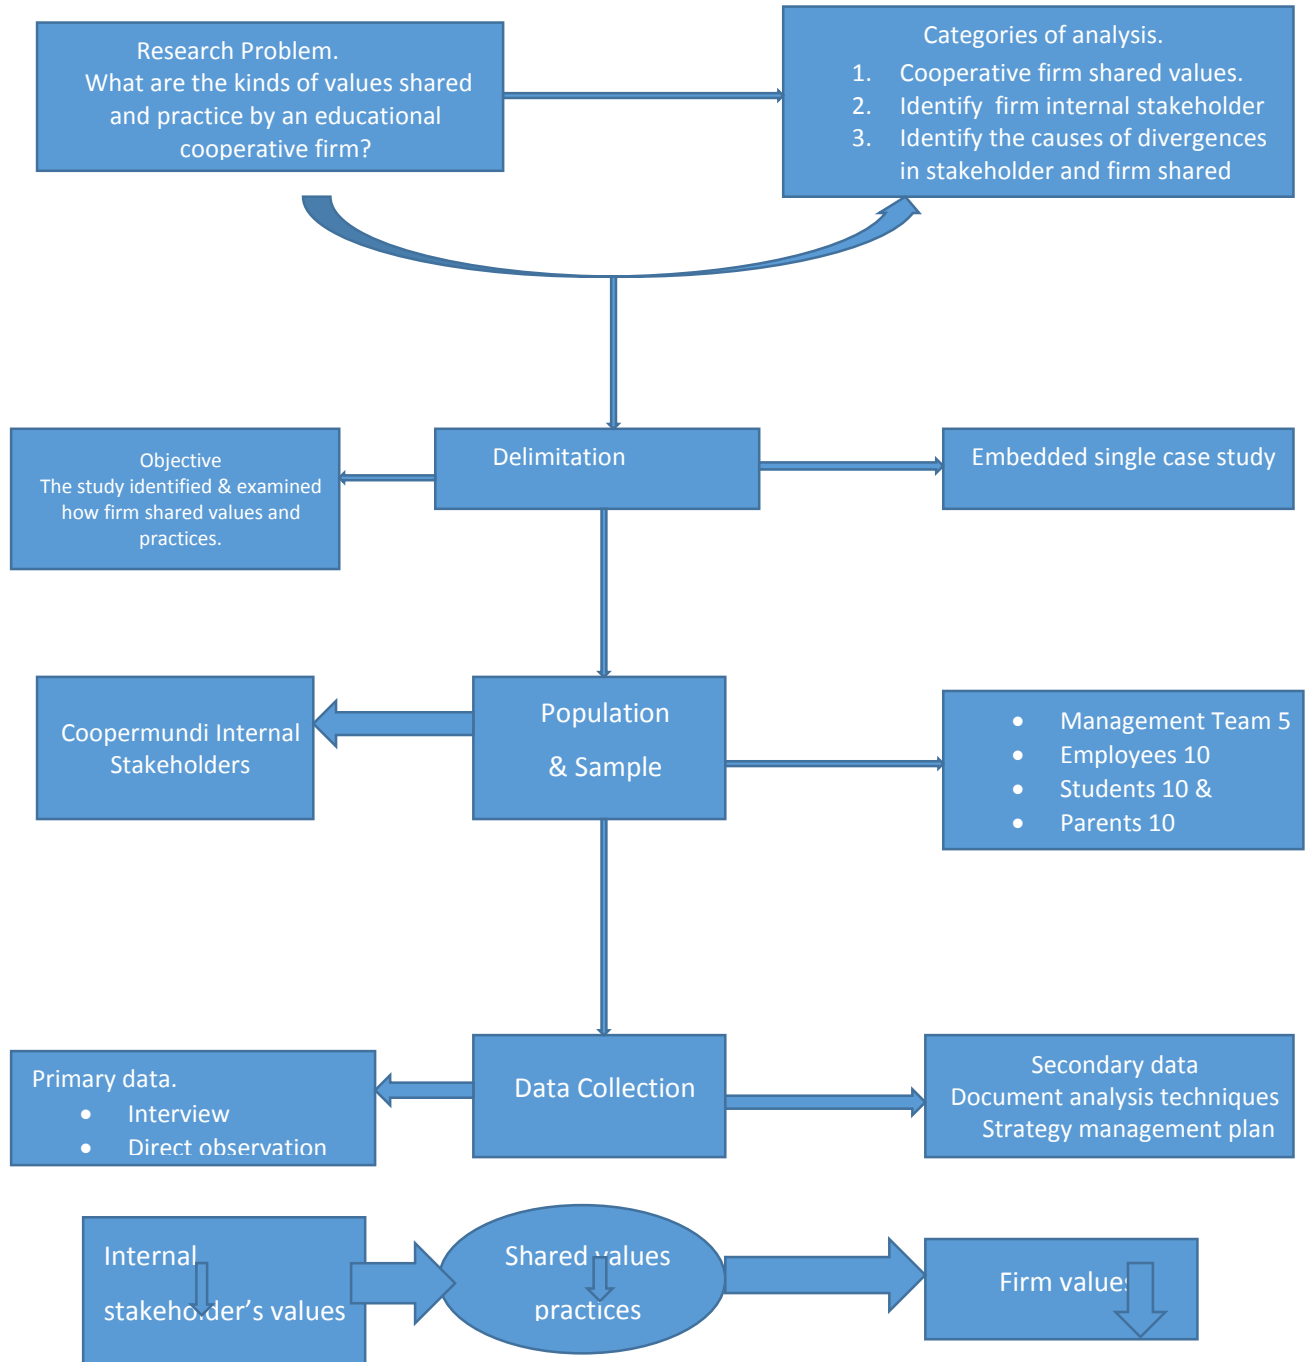 Research Problem.
What are the kinds of values shared
and practice by an educational
cooperative firm?
Categories of analysis.
1. Cooperative firm shared values.
2. Identify firm internal stakeholder
3. Identify the causes of divergences
in stakeholder and firm shared
Objective
The study identified & examined
how firm shared values and
practices.
Delimitation
Embedded single case study
Coopermundi Internal
Stakeholders
Population
& Sample
• Management Team 5
• Employees 10
• Students 10 &
• Parents 10
Primary data.
• Interview
• Direct observation
Data Collection
Secondary data
Document analysis techniques
Strategy management plan
Internal
stakeholder’s values
Shared values
practices
Firm values